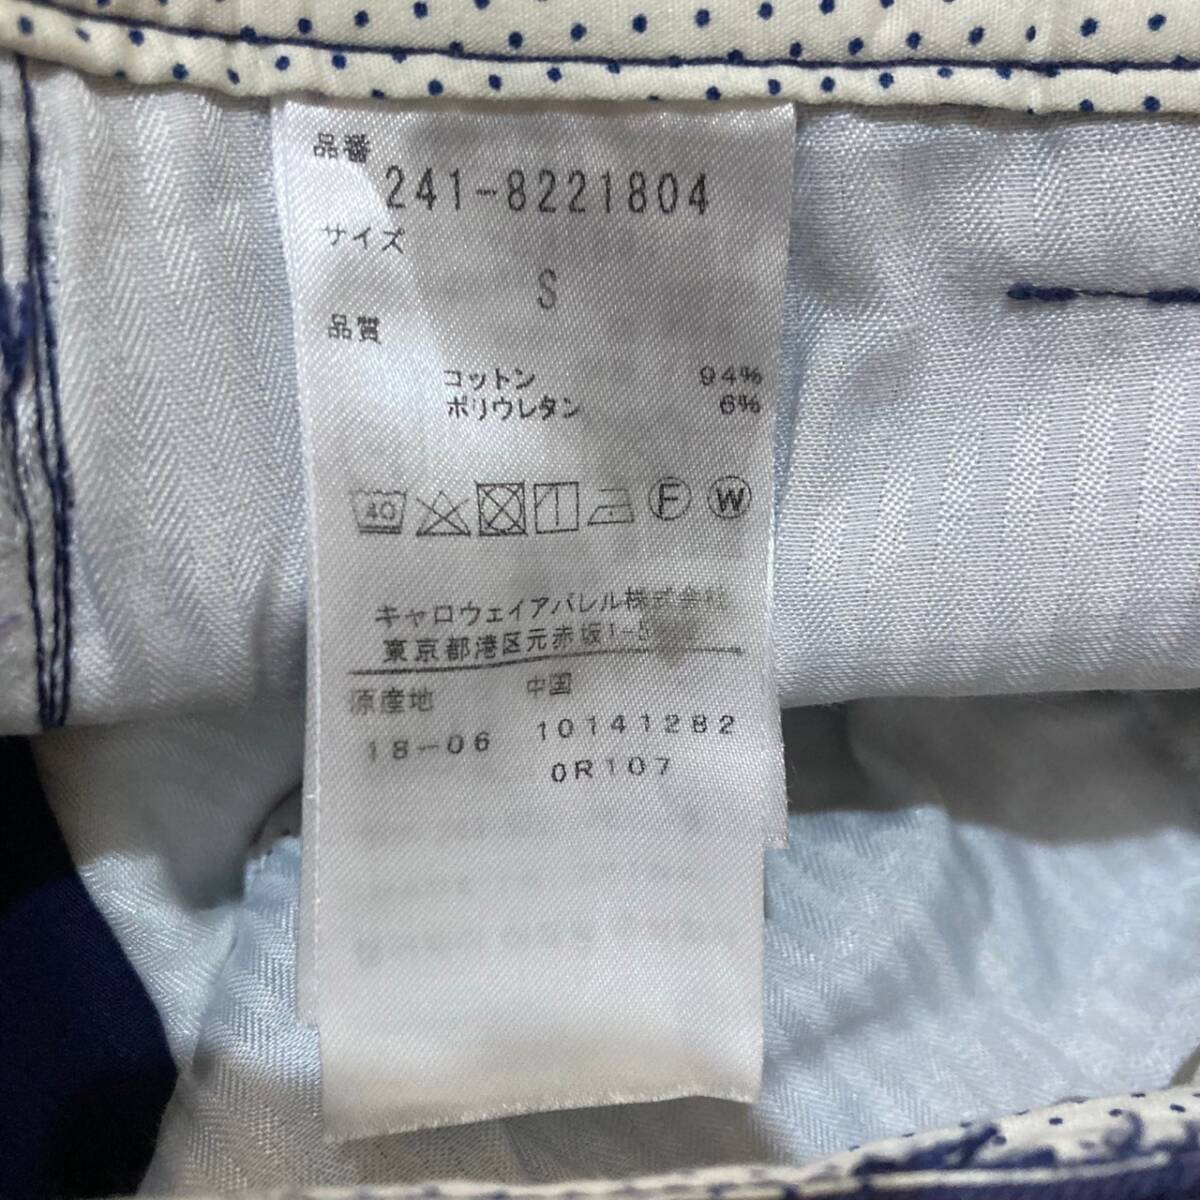 品番
241-8221804
サイズ
S
品質
コットン 94%
ポリウレタン 6%
40 F W
キャロウェイアパレル株式会社
東京都港区元赤坂1-5
原産地 中国
18-06 10141282
0R107